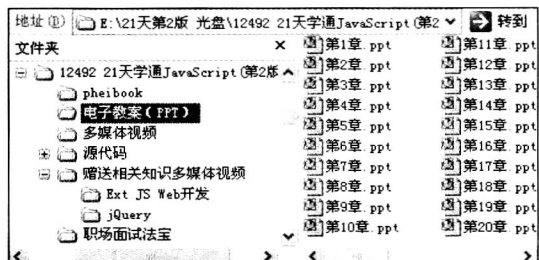 地址(D) E:\21天第2版 光盘\12492 21天学通JavaScript(第2 转到
文件夹 ×
12492 21天学通JavaScript(第2版
pheibook
电子教案(PPT)
多媒体视频
源代码
赠送相关知识多媒体视频
Ext JS Web开发
jQuery
职场面试法宝
第1章.ppt
第2章.ppt
第3章.ppt
第4章.ppt
第5章.ppt
第6章.ppt
第7章.ppt
第8章.ppt
第9章.ppt
第10章.ppt
第11章.ppt
第12章.ppt
第13章.ppt
第14章.ppt
第15章.ppt
第16章.ppt
第17章.ppt
第18章.ppt
第19章.ppt
第20章.ppt